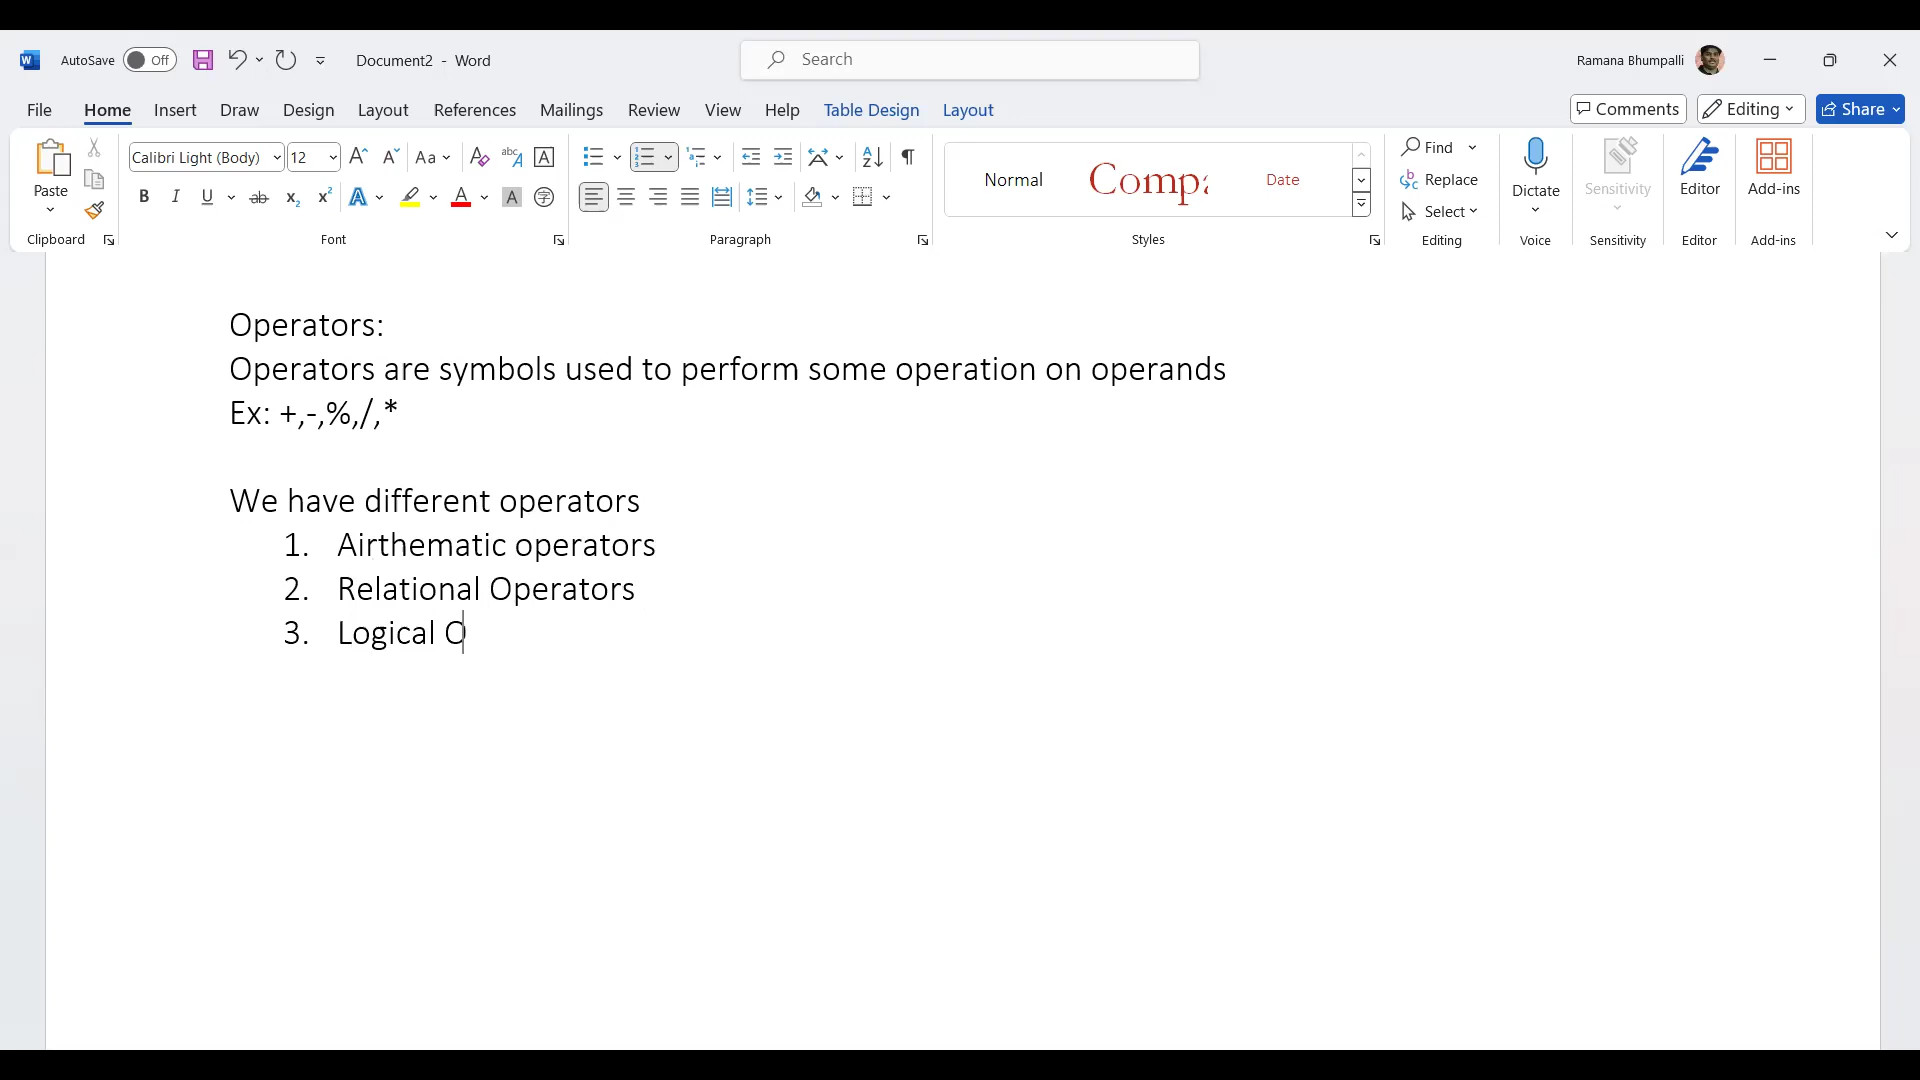 AutoSave Off Document2 - Word Search Ramana Bhumpalli
File Home Insert Draw Design Layout References Mailings Review View Help Table Design Layout Comments Editing Share
Paste
Clipboard
Calibri Light (Body) 12
Font
Paragraph
Normal Compa Date
Styles
Find
Replace
Select
Editing
Dictate
Voice
Sensitivity
Sensitivity
Editor
Editor
Add-ins
Add-ins
Operators:
Operators are symbols used to perform some operation on operands
Ex: +,-,%,/,*
We have different operators
1. Airthematic operators
2. Relational Operators
3. Logical O